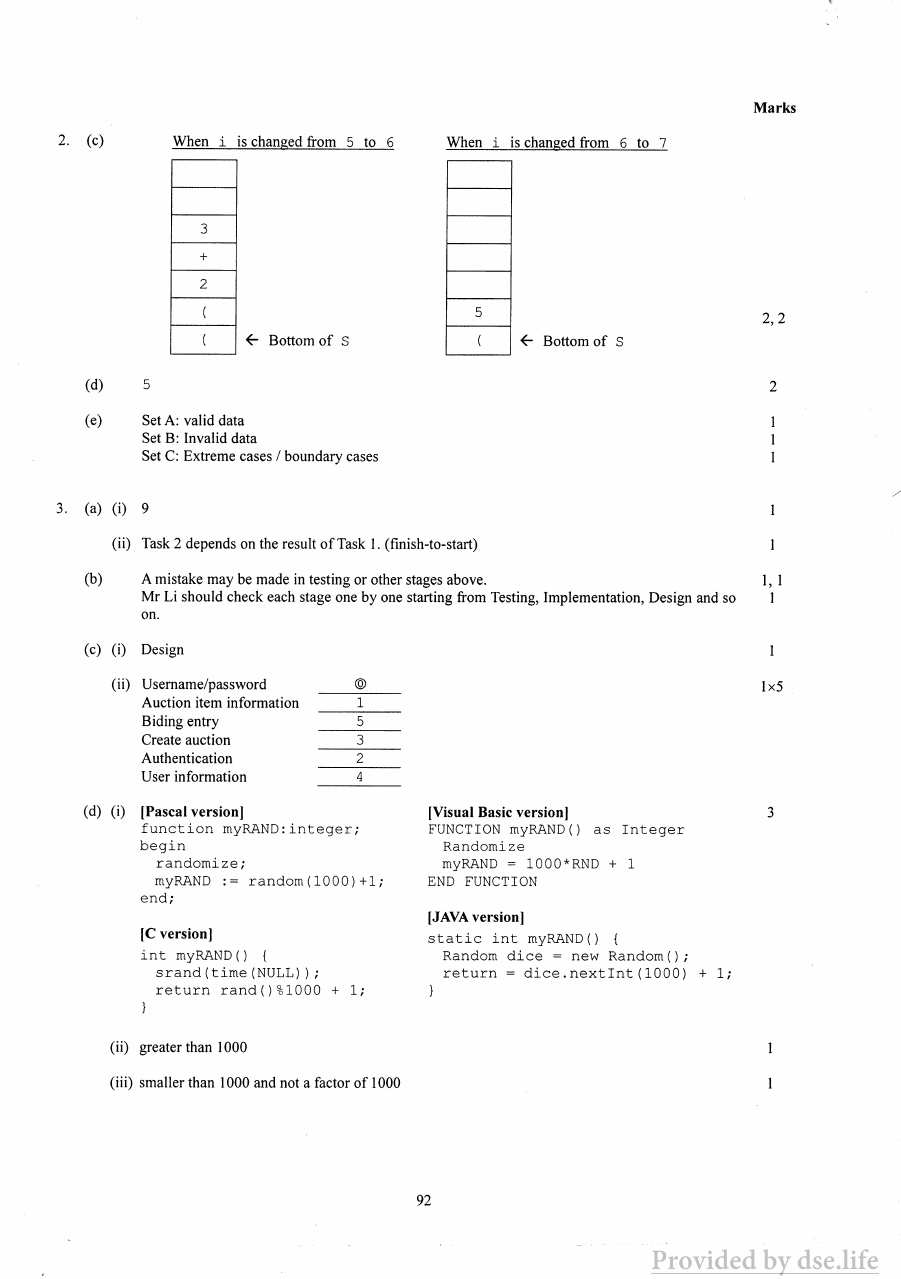 Marks
2. (c) When i is changed from 5 to 6 When i is changed from 6 to 7
3
+
2
( 5 2, 2
( ← Bottom of S ( ← Bottom of S
(d) 5 2
(e) Set A: valid data 1
Set B: Invalid data 1
Set C: Extreme cases / boundary cases 1
3. (a) (i) 9 1
(ii) Task 2 depends on the result of Task 1. (finish-to-start) 1
(b) A mistake may be made in testing or other stages above. 1, 1
Mr Li should check each stage one by one starting from Testing, Implementation, Design and so 1
on.
(c) (i) Design 1
(ii) Username/password ⓪ 1x5
Auction item information 1
Biding entry 5
Create auction 3
Authentication 2
User information 4
(d) (i) [Pascal version] 3
function myRAND:integer;
begin
randomize;
myRAND := random(1000)+1;
end;
[C version]
int myRAND() {
srand(time(NULL));
return rand()%1000 + 1;
}
[Visual Basic version]
FUNCTION myRAND() as Integer
Randomize
myRAND = 1000*RND + 1
END FUNCTION
[JAVA version]
static int myRAND() {
Random dice = new Random();
return = dice.nextInt(1000) + 1;
}
(ii) greater than 1000 1
(iii) smaller than 1000 and not a factor of 1000 1
92
Provided by dse.life